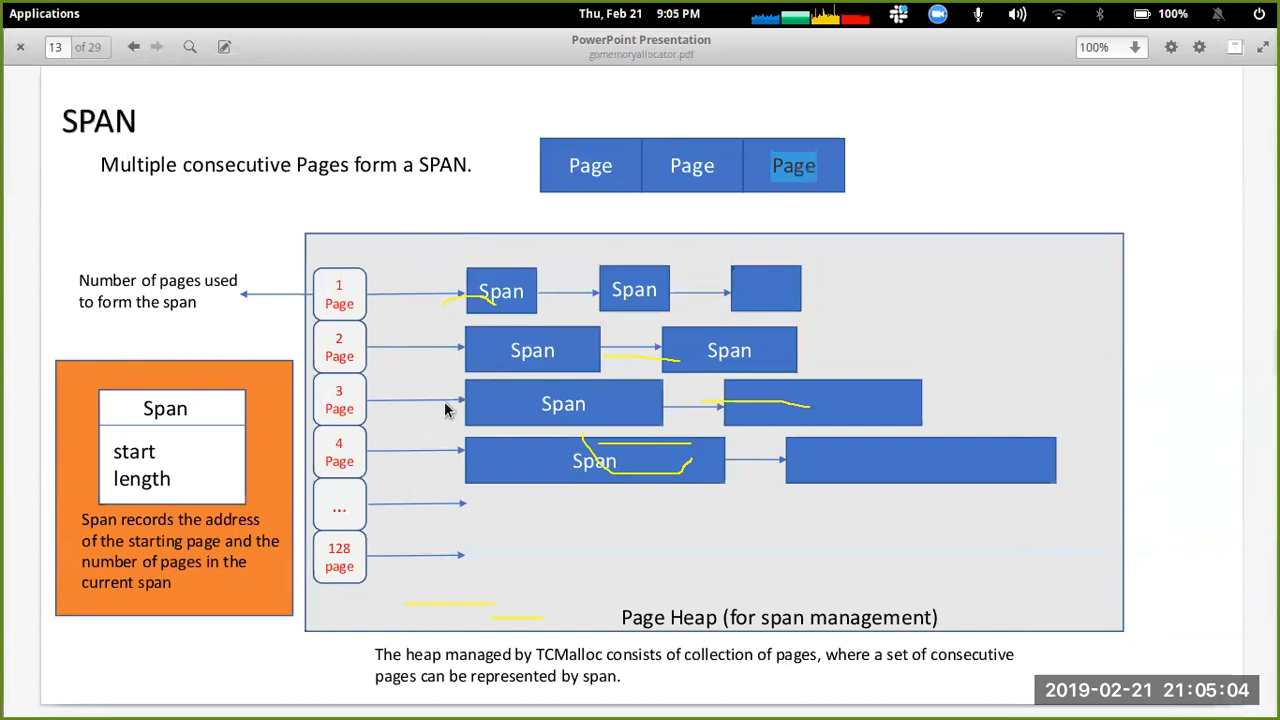 Applications
Thu, Feb 21 9:05 PM
100%
13 of 29
PowerPoint Presentation
gomemoryallocator.pdf
100%
SPAN
Multiple consecutive Pages form a SPAN.
Page Page Page
Number of pages used
to form the span
1
Page
Span Span
2
Page
Span Span
3
Page
Span
4
Page
Span
...
128
page
Span
start
length
Span records the address
of the starting page and the
number of pages in the
current span
Page Heap (for span management)
The heap managed by TCMalloc consists of collection of pages, where a set of consecutive
pages can be represented by span.
2019-02-21 21:05:04